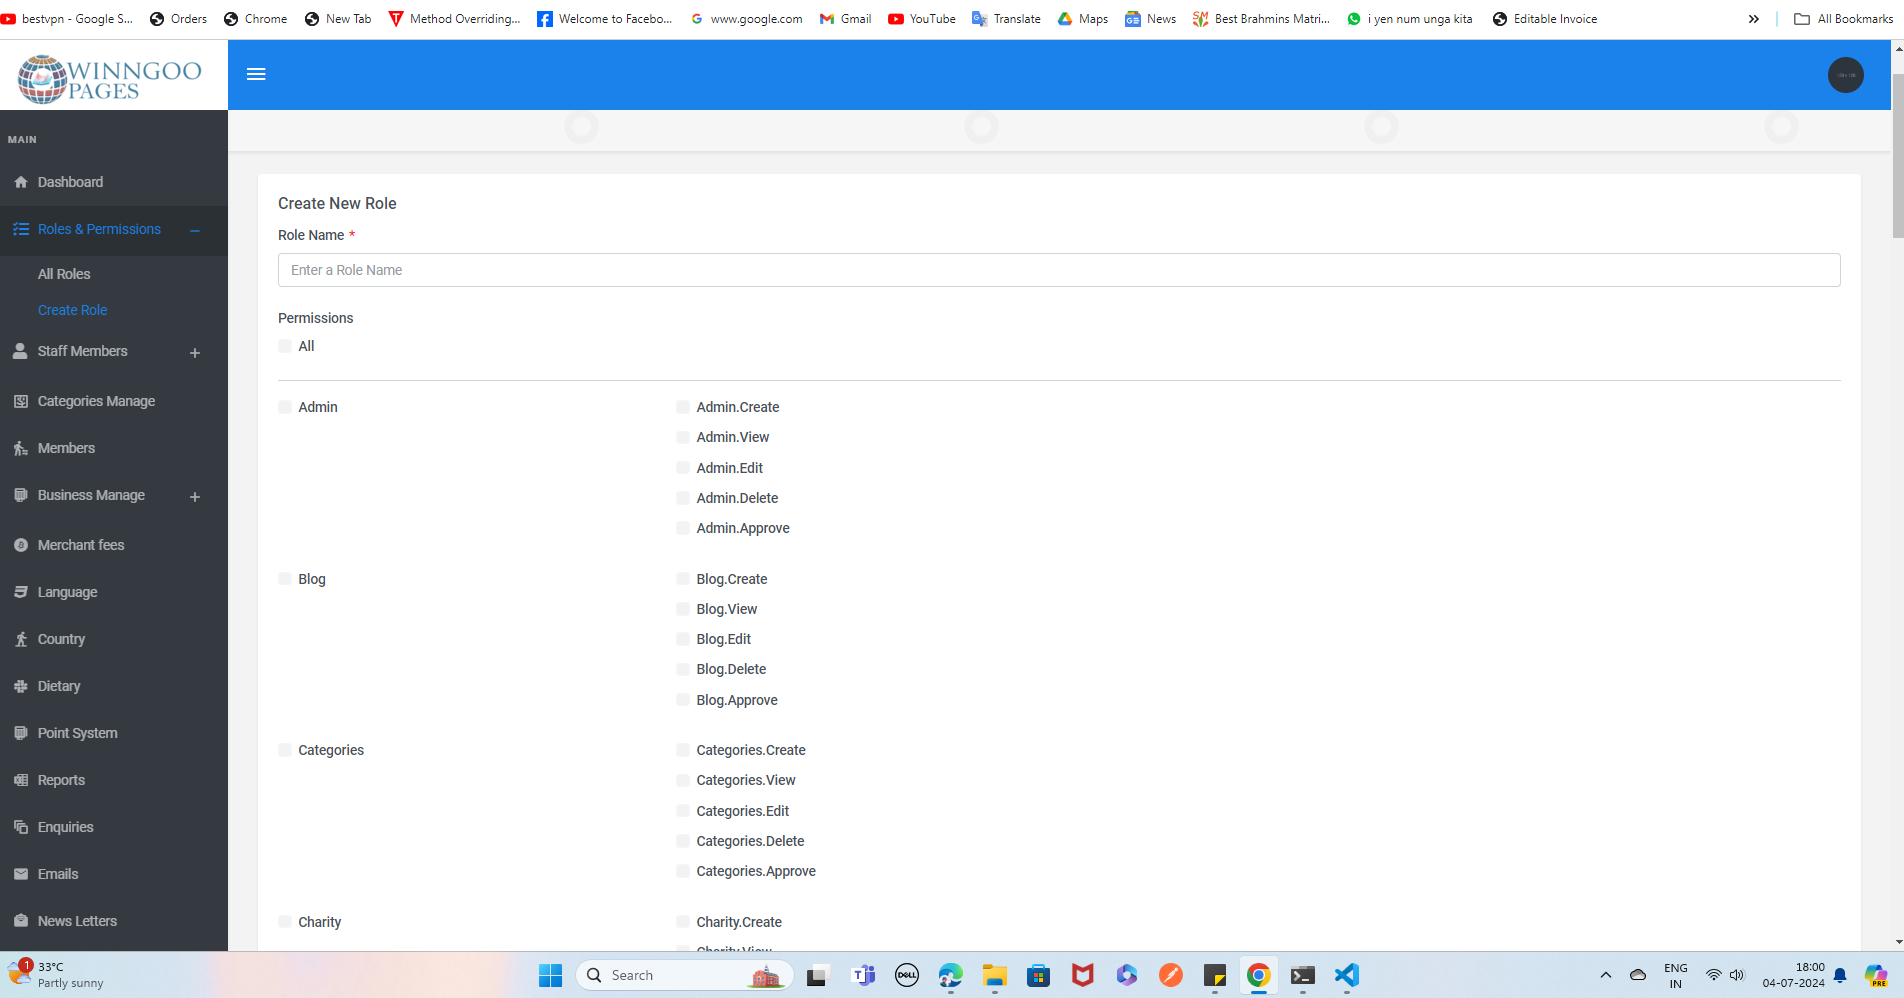 bestvpn - Google S...
Orders
Chrome
New Tab
Method Overriding...
Welcome to Facebo...
www.google.com
Gmail
YouTube
Translate
Maps
News
Best Brahmins Matri...
i yen num unga kita
Editable Invoice
All Bookmarks
WINNGOO
PAGES
MAIN
Dashboard
Roles & Permissions
All Roles
Create Role
Staff Members
Categories Manage
Members
Business Manage
Merchant fees
Language
Country
Dietary
Point System
Reports
Enquiries
Emails
News Letters
Create New Role
Role Name *
Enter a Role Name
Permissions
All
Admin
Admin.Create
Admin.View
Admin.Edit
Admin.Delete
Admin.Approve
Blog
Blog.Create
Blog.View
Blog.Edit
Blog.Delete
Blog.Approve
Categories
Categories.Create
Categories.View
Categories.Edit
Categories.Delete
Categories.Approve
Charity
Charity.Create
Charity.View
1
33°C
Partly sunny
Search
DELL
PRE
ENG
IN
18:00
04-07-2024